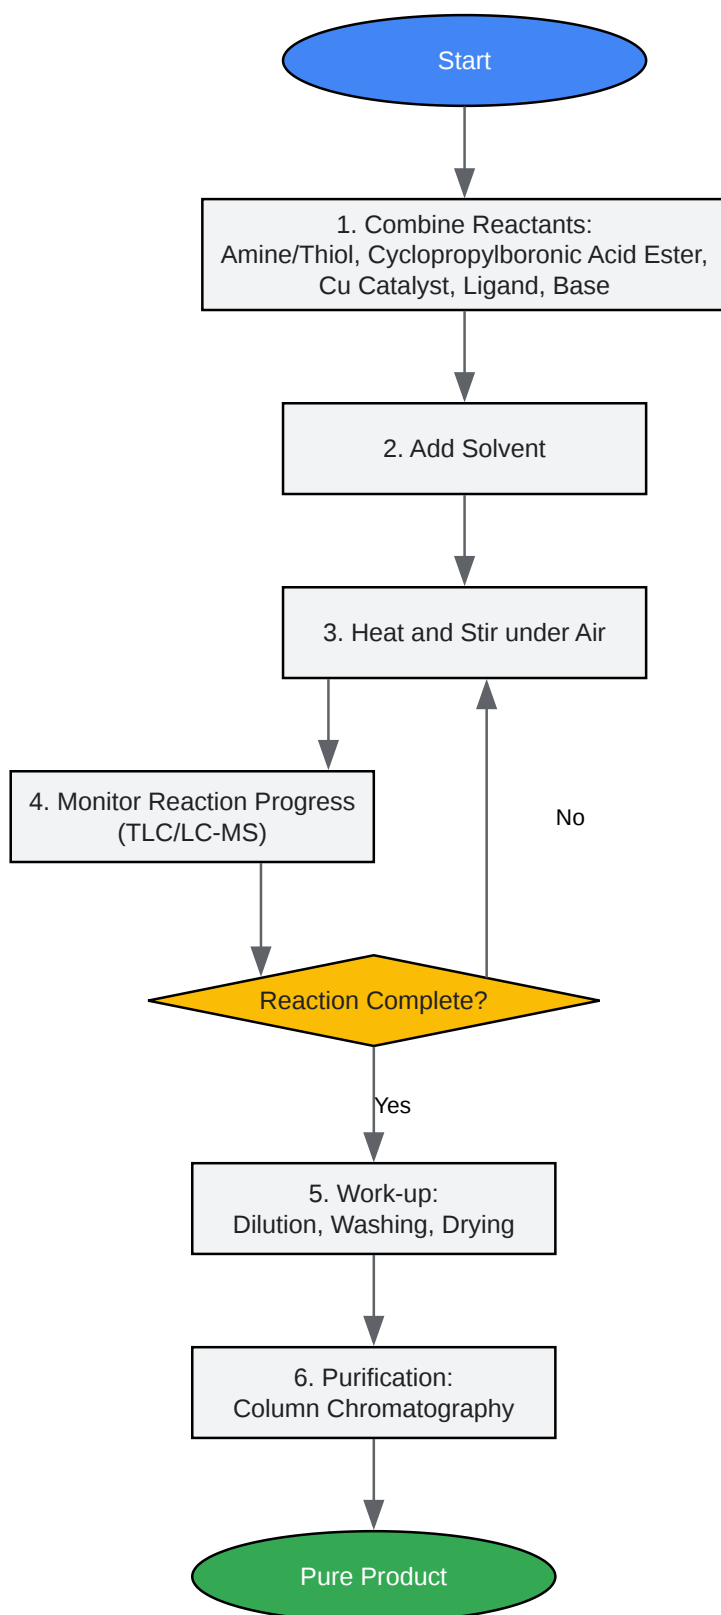 Start
1. Combine Reactants:
Amine/Thiol, Cyclopropylboronic Acid Ester,
Cu Catalyst, Ligand, Base
2. Add Solvent
3. Heat and Stir under Air
4. Monitor Reaction Progress
(TLC/LC-MS)
No
Reaction Complete?
Yes
5. Work-up:
Dilution, Washing, Drying
6. Purification:
Column Chromatography
Pure Product